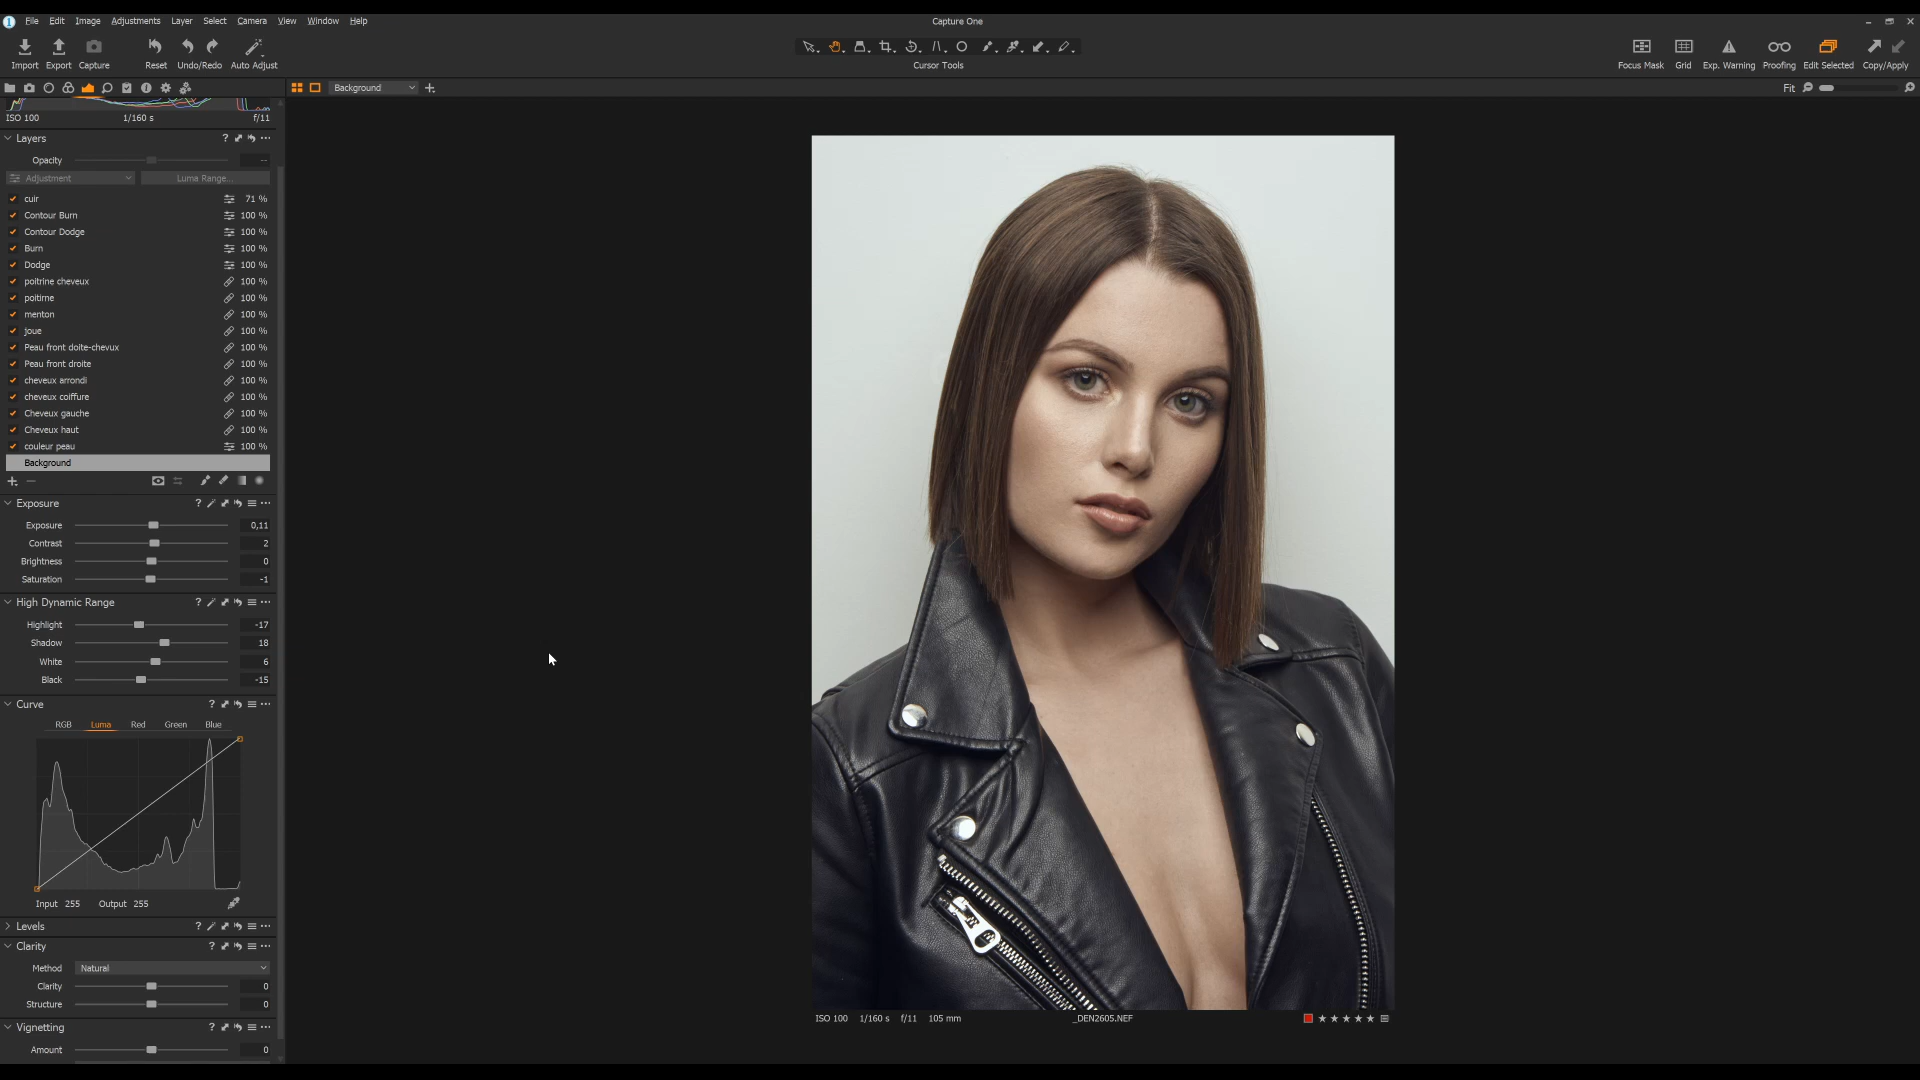 File Edit Image Adjustments Layer Select Camera View Window Help
Capture One
Import Export Capture Reset Undo/Redo Auto Adjust
Cursor Tools
Focus Mask Grid Exp. Warning Proofing Edit Selected Copy/Apply
Background
Fit
ISO 100 1/160 s f/11
Layers
Opacity --
Adjustment Luma Range...
cuir 71 %
Contour Burn 100 %
Contour Dodge 100 %
Burn 100 %
Dodge 100 %
poitrine cheveux 100 %
poitirne 100 %
menton 100 %
joue 100 %
Peau front doite-chevux 100 %
Peau front droite 100 %
cheveux arrondi 100 %
cheveux coiffure 100 %
Cheveux gauche 100 %
Cheveux haut 100 %
couleur peau 100 %
Background
Exposure
Exposure 0,11
Contrast 2
Brightness 0
Saturation -1
High Dynamic Range
Highlight -17
Shadow 18
White 6
Black -15
Curve
RGB Luma Red Green Blue
Input 255 Output 255
Levels
Clarity
Method Natural
Clarity 0
Structure 0
Vignetting
Amount 0
ISO 100 1/160 s f/11 105 mm _DEN2605.NEF